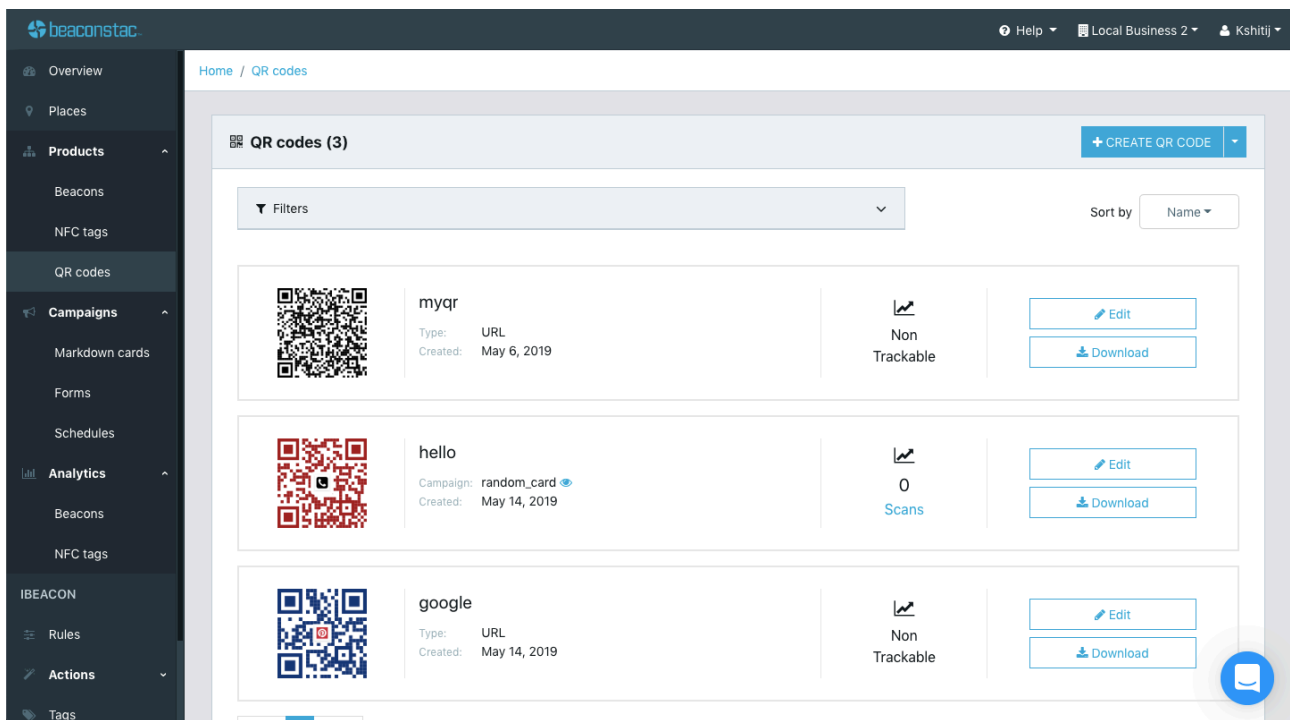 beaconstac
Help
Local Business 2
Kshitij
Overview
Places
Products
Beacons
NFC tags
QR codes
Campaigns
Markdown cards
Forms
Schedules
Analytics
Beacons
NFC tags
IBEACON
Rules
Actions
Tags
Home / QR codes
QR codes (3)
+ CREATE QR CODE
Filters
Sort by Name
myqr
Type: URL
Created: May 6, 2019
Non
Trackable
Edit
Download
hello
Campaign: random_card
Created: May 14, 2019
0
Scans
Edit
Download
google
Type: URL
Created: May 14, 2019
Non
Trackable
Edit
Download